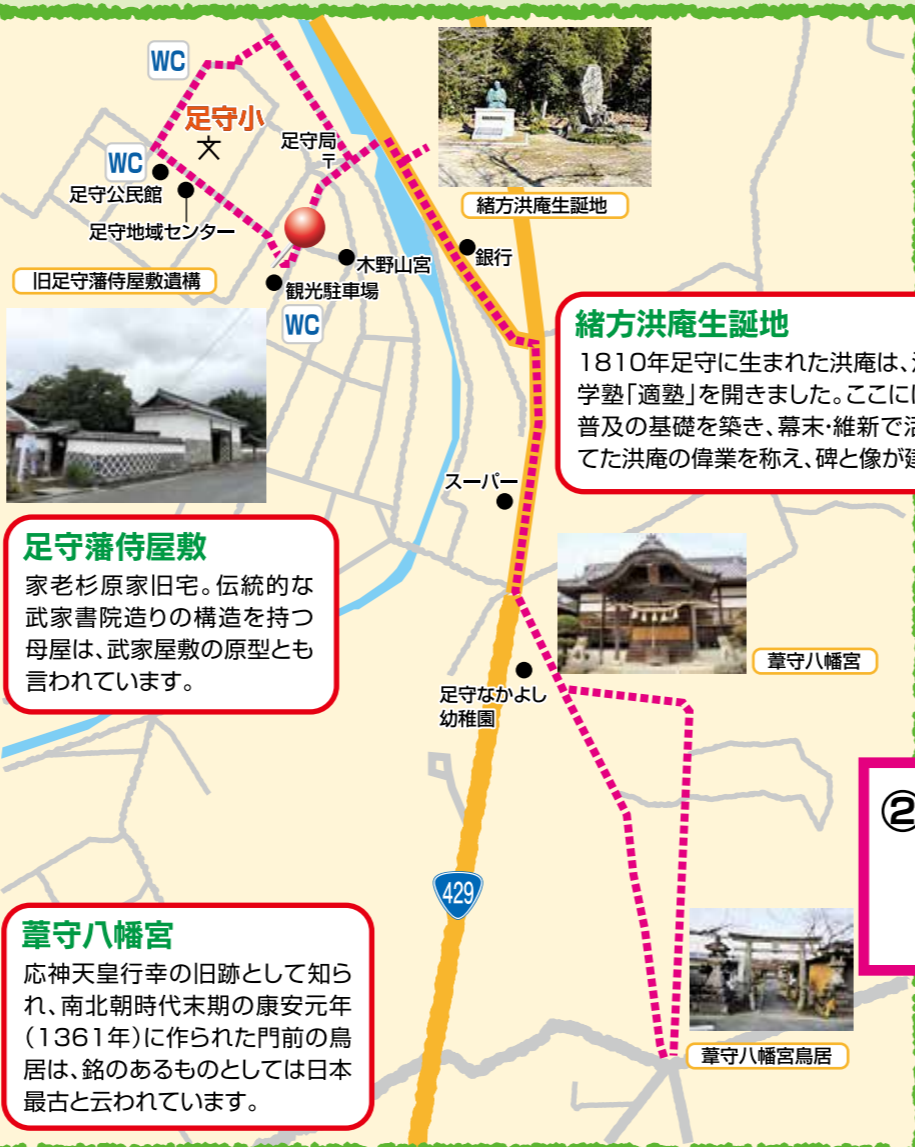 WC
足守小
文
足守局
〒
WC
足守公民館
足守地域センター
木野山宮
観光駐車場
WC
旧足守藩侍屋敷遺構
緒方洪庵生誕地
銀行
緒方洪庵生誕地
1810年足守に生まれた洪庵は、
学塾「適塾」を開きました。ここに
普及の基礎を築き、幕末・維新で活
てた洪庵の偉業を称え、碑と像が建
スーパー
足守藩侍屋敷
家老杉原家旧宅。伝統的な
武家書院造りの構造を持つ
母屋は、武家屋敷の原型とも
言われています。
葦守八幡宮
足守なかよし
幼稚園
②
429
葦守八幡宮
応神天皇行幸の旧跡として知ら
れ、南北朝時代末期の康安元年
(1361年)に作られた門前の鳥
居は、銘のあるものとしては日本
最古と云われています。
葦守八幡宮鳥居